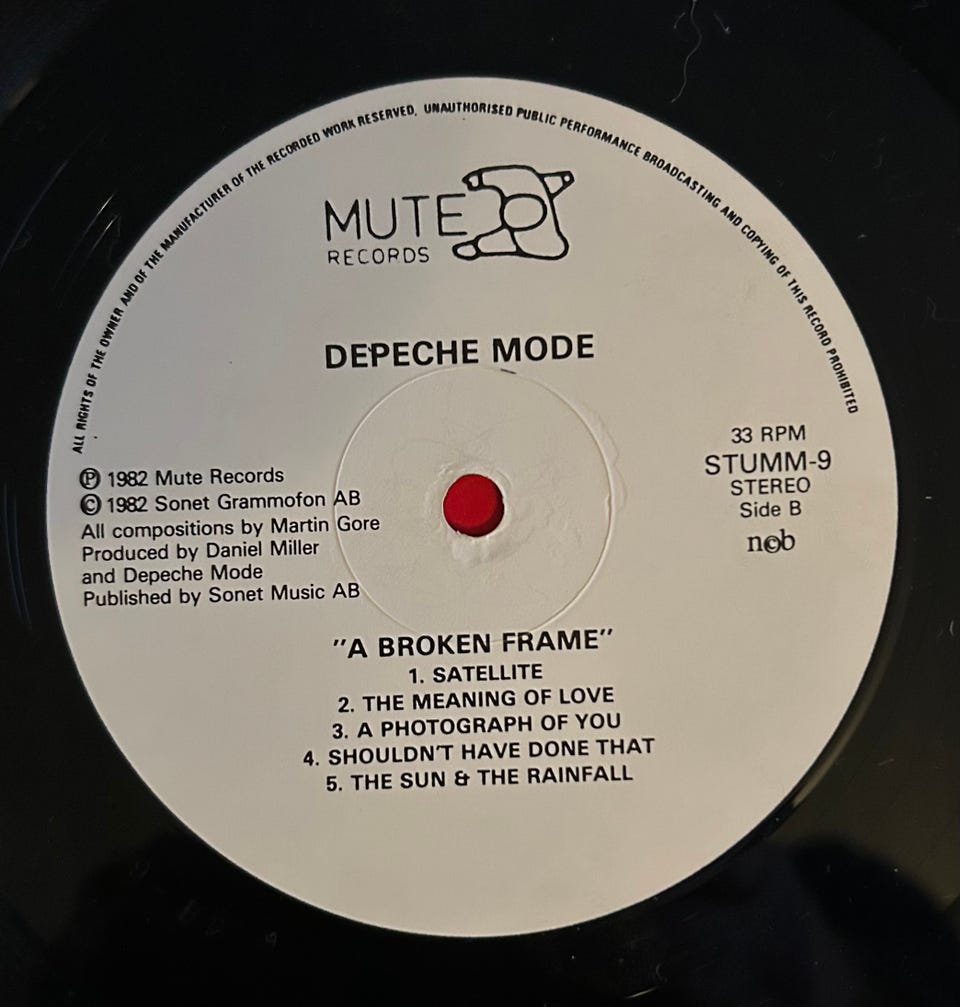 ALL RIGHTS OF THE OWNER AND OF THE MANUFACTURER OF THE RECORDED WORK RESERVED, UNAUTHORISED PUBLIC PERFORMANCE BROADCASTING AND COPYING OF THIS RECORD PROHIBITED
MUTE
RECORDS
DEPECHE MODE
Ⓟ 1982 Mute Records
© 1982 Sonet Grammofon AB
All compositions by Martin Gore
Produced by Daniel Miller
and Depeche Mode
Published by Sonet Music AB
33 RPM
STUMM-9
STEREO
Side B
ncb
"A BROKEN FRAME"
1. SATELLITE
2. THE MEANING OF LOVE
3. A PHOTOGRAPH OF YOU
4. SHOULDN'T HAVE DONE THAT
5. THE SUN & THE RAINFALL